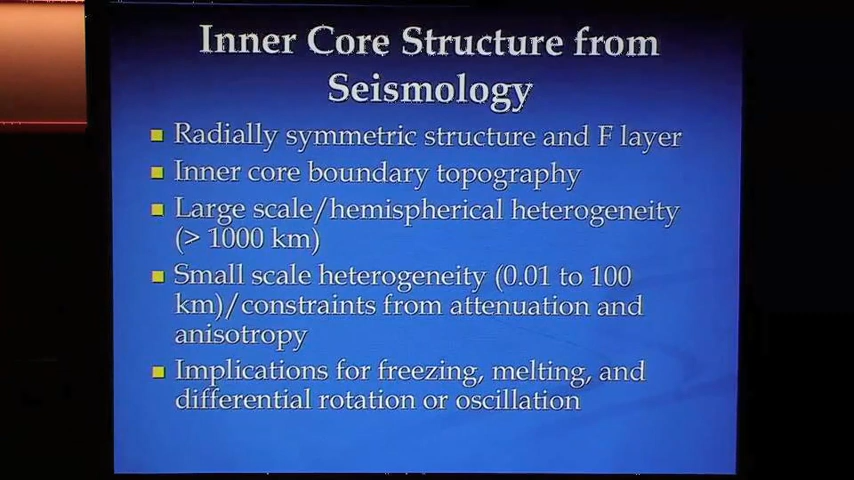 Inner Core Structure from
Seismology
Radially symmetric structure and F layer
Inner core boundary topography
Large scale/hemispherical heterogeneity
(> 1000 km)
Small scale heterogeneity (0.01 to 100
km)/constraints from attenuation and
anisotropy
Implications for freezing, melting, and
differential rotation or oscillation